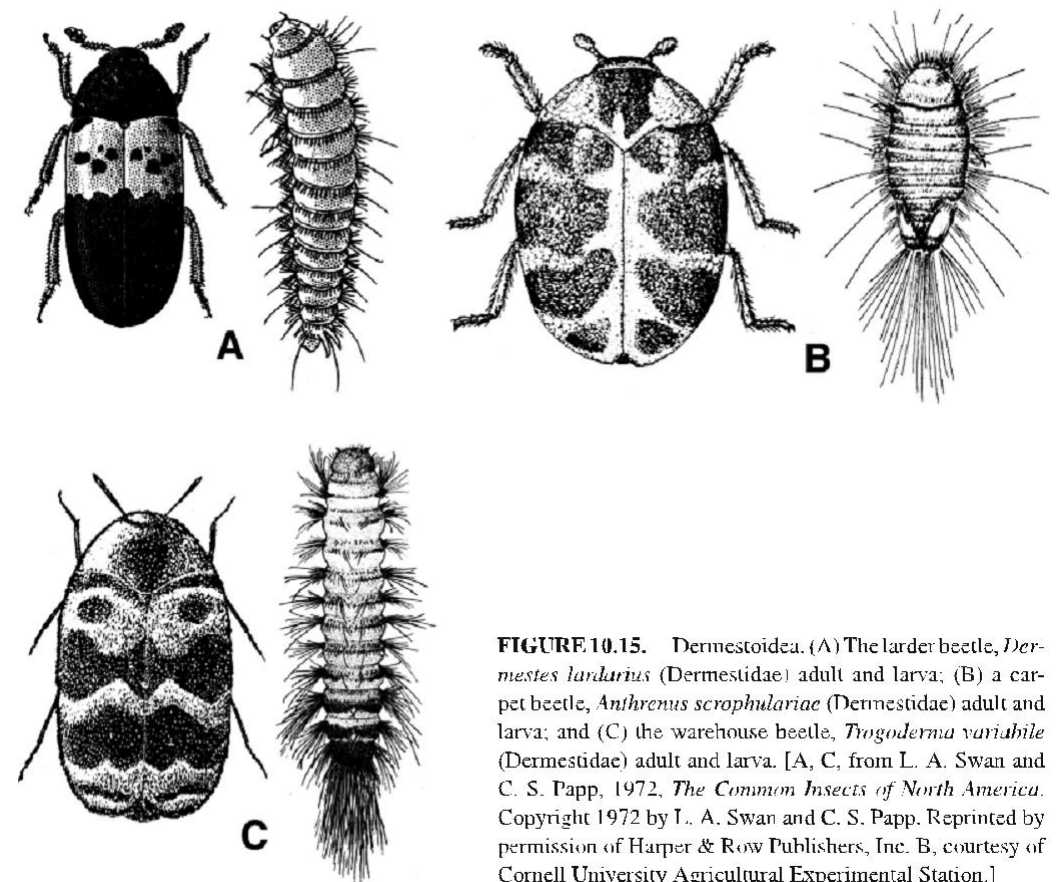 A
B
C
FIGURE 10.15. Dermestoidea. (A) The larder beetle, Der-
mestes lardarius (Dermestidae) adult and larva; (B) a car-
pet beetle, Anthrenus scrophulariae (Dermestidae) adult and
larva; and (C) the warehouse beetle, Trogoderma variabile
(Dermestidae) adult and larva. [A, C, from L. A. Swan and
C. S. Papp, 1972, The Common Insects of North America.
Copyright 1972 by L. A. Swan and C. S. Papp. Reprinted by
permission of Harper & Row Publishers, Inc. B, courtesy of
Cornell University Agricultural Experimental Station.]